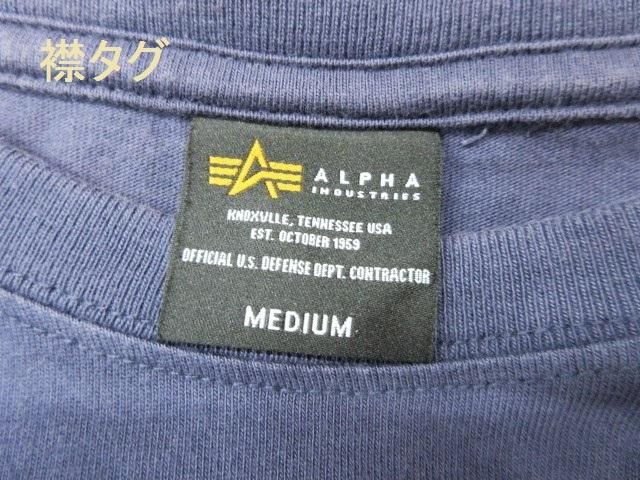 襟タグ
ALPHA
INDUSTRIES
KNOXVLLE, TENNESSEE USA
EST. OCTOBER 1959
OFFICIAL U.S. DEFENSE DEPT. CONTRACTOR
MEDIUM